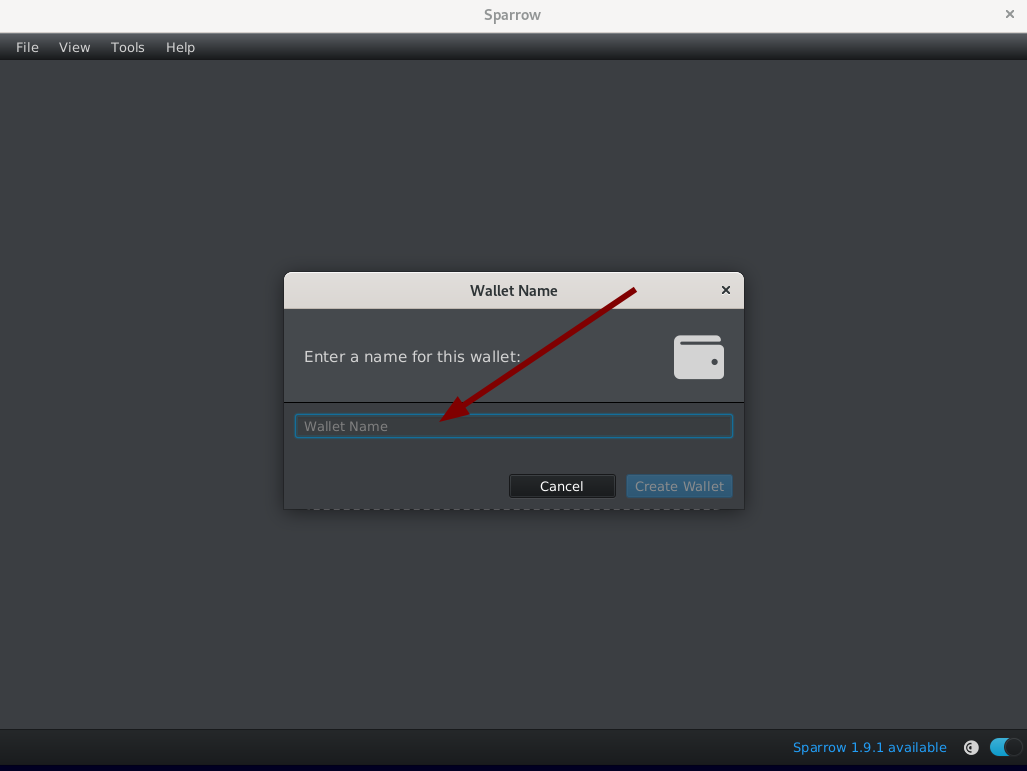 Sparrow
File View Tools Help
Wallet Name
Enter a name for this wallet:
Wallet Name
Cancel Create Wallet
Sparrow 1.9.1 available